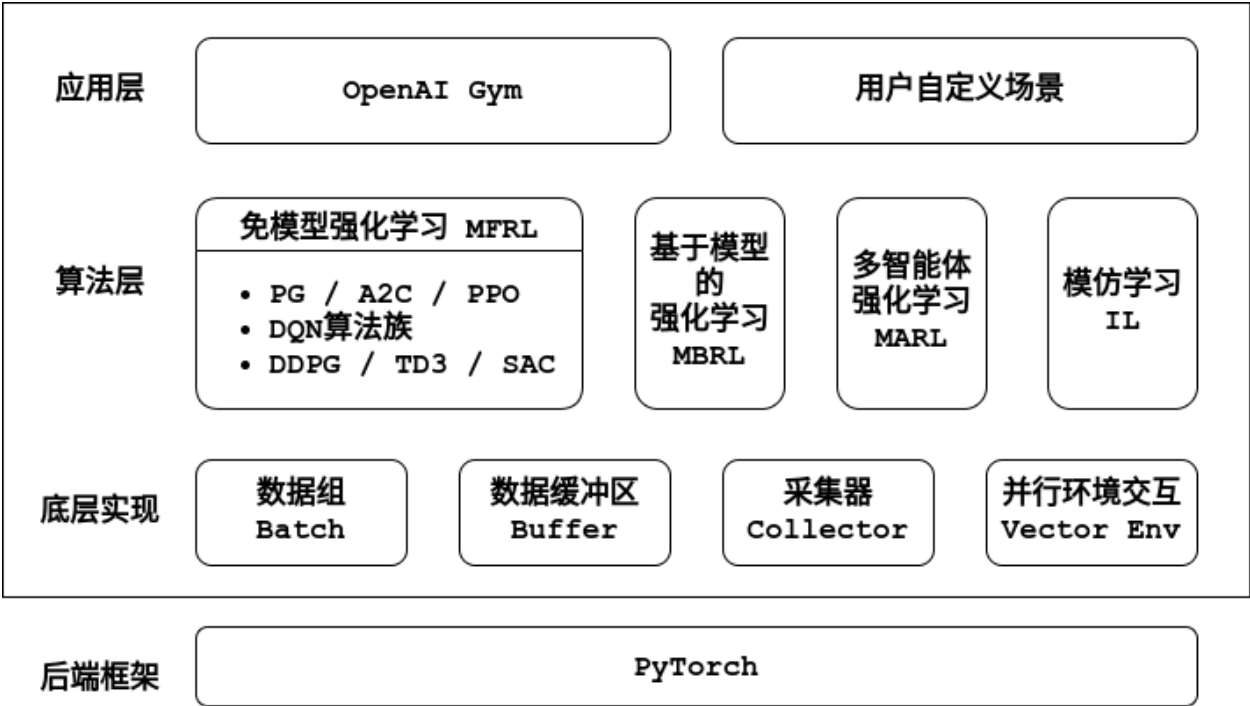 应用层
OpenAI Gym
用户自定义场景
算法层
免模型强化学习 MFRL
• PG / A2C / PPO
• DQN算法族
• DDPG / TD3 / SAC
基于模型
的
强化学习
MBRL
多智能体
强化学习
MARL
模仿学习
IL
底层实现
数据组
Batch
数据缓冲区
Buffer
采集器
Collector
并行环境交互
Vector Env
后端框架
PyTorch